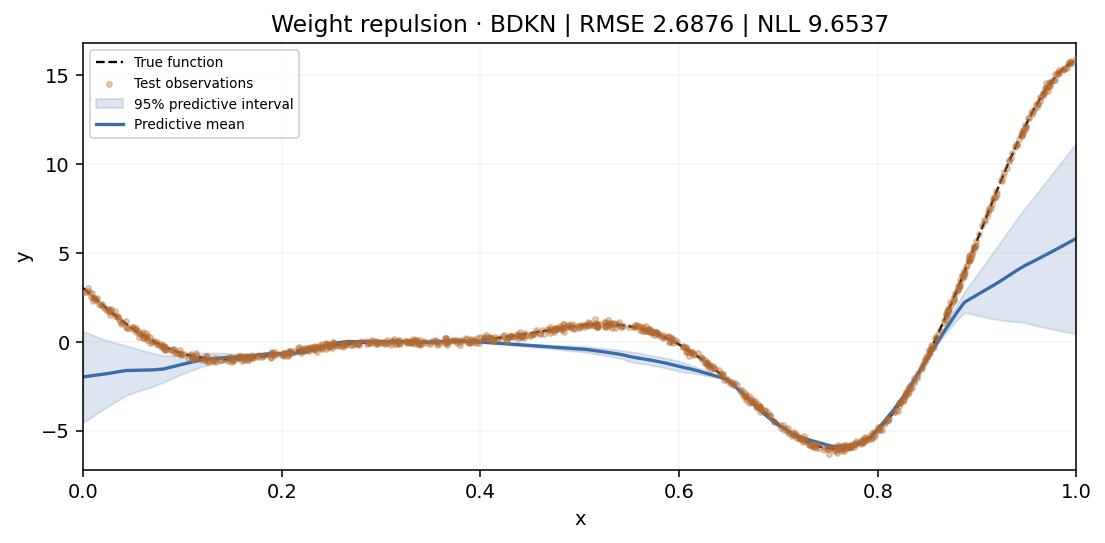 Weight repulsion · BDKN | RMSE 2.6876 | NLL 9.6537
True function
Test observations
95% predictive interval
Predictive mean
15
10
5
0
−5
y
0.0 0.2 0.4 0.6 0.8 1.0
x